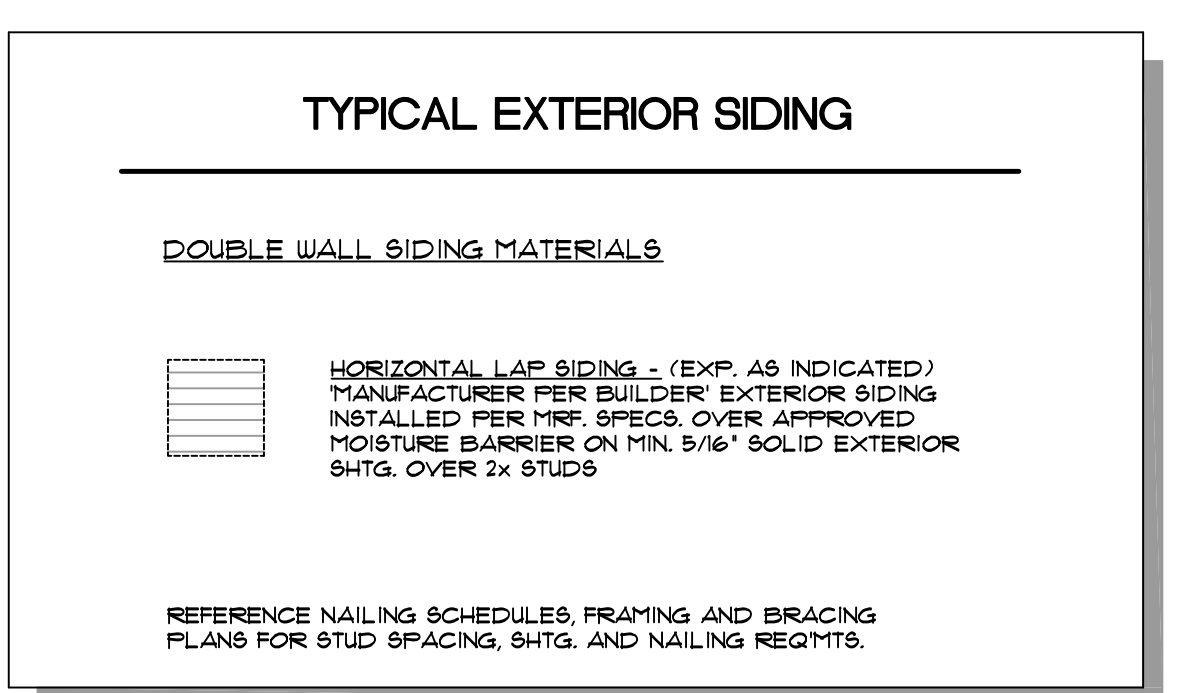 TYPICAL EXTERIOR SIDING
DOUBLE WALL SIDING MATERIALS
HORIZONTAL LAP SIDING - (EXP. AS INDICATED)
'MANUFACTURER PER BUILDER' EXTERIOR SIDING
INSTALLED PER MRF. SPECS. OVER APPROVED
MOISTURE BARRIER ON MIN. 5/16" SOLID EXTERIOR
SHTG. OVER 2x STUDS
REFERENCE NAILING SCHEDULES, FRAMING AND BRACING
PLANS FOR STUD SPACING, SHTG. AND NAILING REQ'MTS.